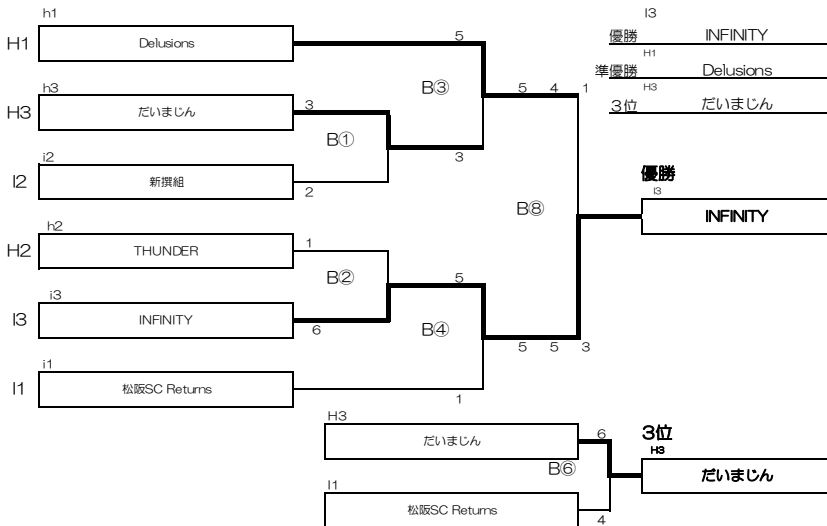 h1
H1 Delusions 5
h3 B③
H3 だいまじん 3
B①
i2 3
I2 新撰組 2
5 4 1
B⑧
h2
H2 THUNDER 1
B② 5
i3
I3 INFINITY 6
B④
5 5 3
i1
I1 松阪SC Returns 1
I3
優勝 INFINITY
H1
準優勝 Delusions
H3
3位 だいまじん
優勝
I3
INFINITY
H3
だいまじん 6
B⑥
I1
松阪SC Returns 4
3位
H3
だいまじん